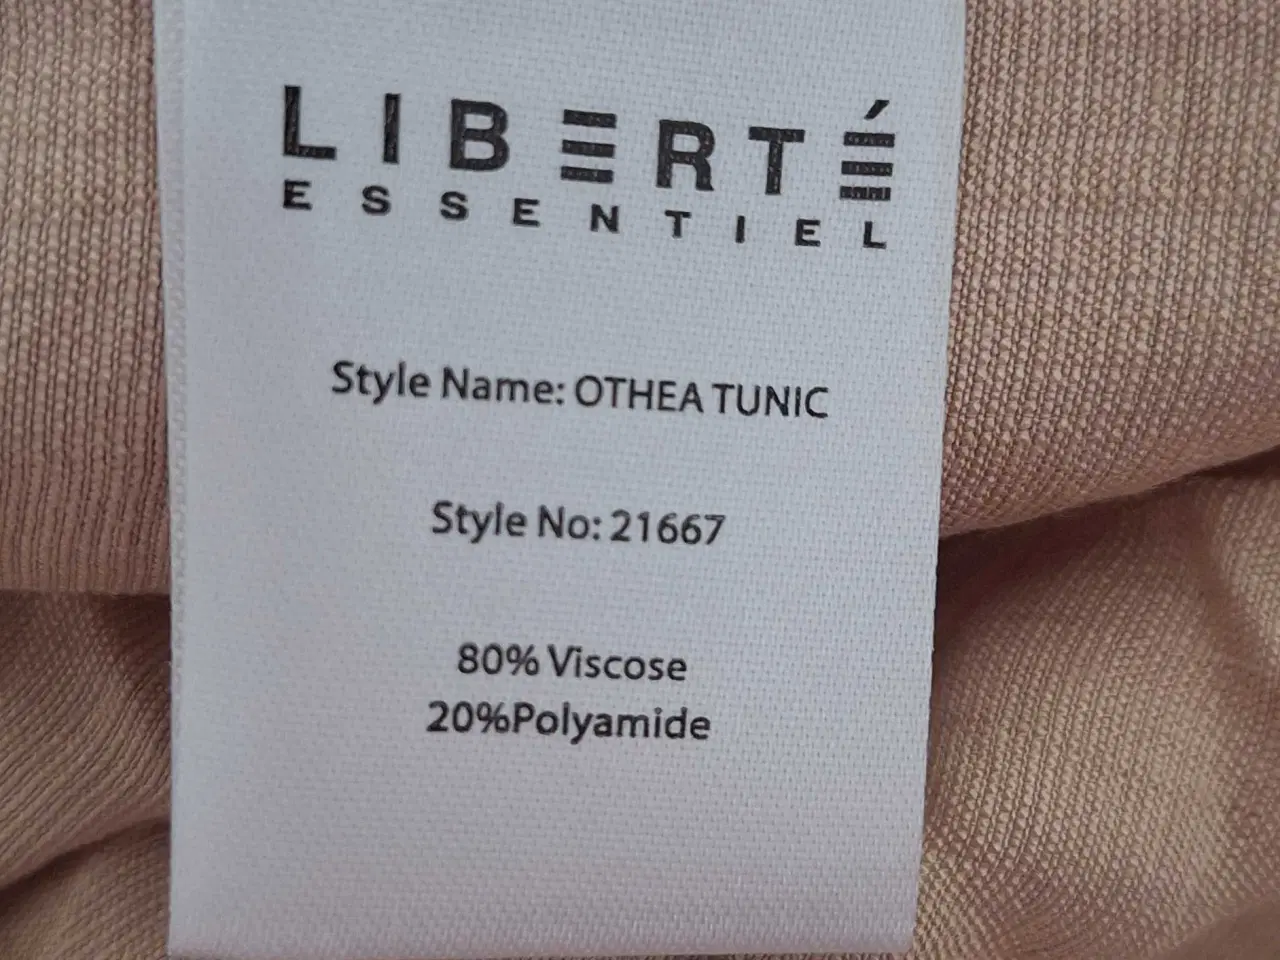 LIBERTÉ
ESSENTIEL
Style Name: OTHEA TUNIC
Style No: 21667
80% Viscose
20%Polyamide